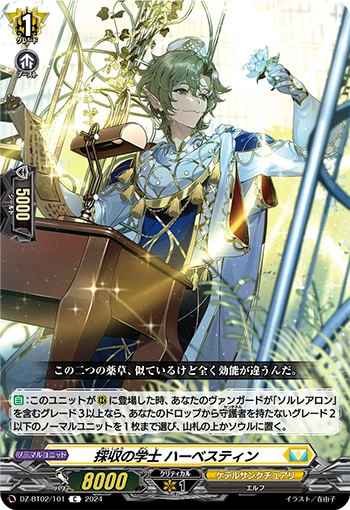 1
グレード
ブースト
5000
シールド
この二つの薬草、似ているけど全く効能が違うんだ。
自:このユニットがRに登場した時、あなたのヴァンガードが「ソルレアロン」
を含むグレード3以上なら、あなたのドロップから守護者を持たないグレード2
以下のノーマルユニットを1枚まで選び、山札の上かソウルに置く。
ノーマルユニット
探収の学士 ハーベスティン
パワー
8000
クリティカル
1
ケテルサンクチュアリ
エルフ
DZ-BT02/101 C 2024
イラスト/在由子